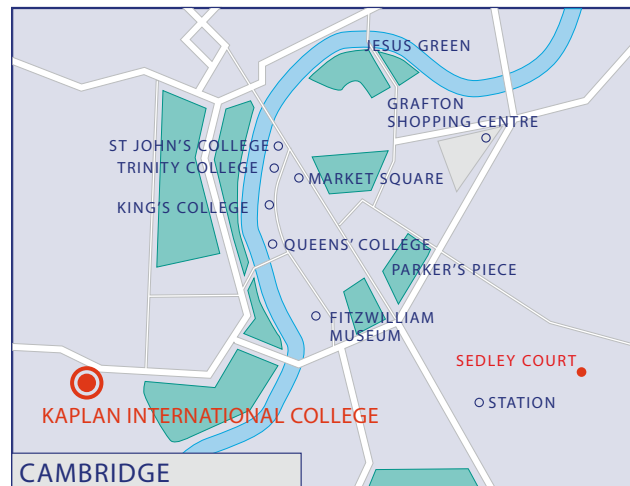 JESUS GREEN
GRAFTON
SHOPPING CENTRE
ST JOHN'S COLLEGE
TRINITY COLLEGE
MARKET SQUARE
KING'S COLLEGE
QUEENS' COLLEGE
PARKER'S PIECE
FITZWILLIAM
MUSEUM
SEDLEY COURT
STATION
KAPLAN INTERNATIONAL COLLEGE
CAMBRIDGE